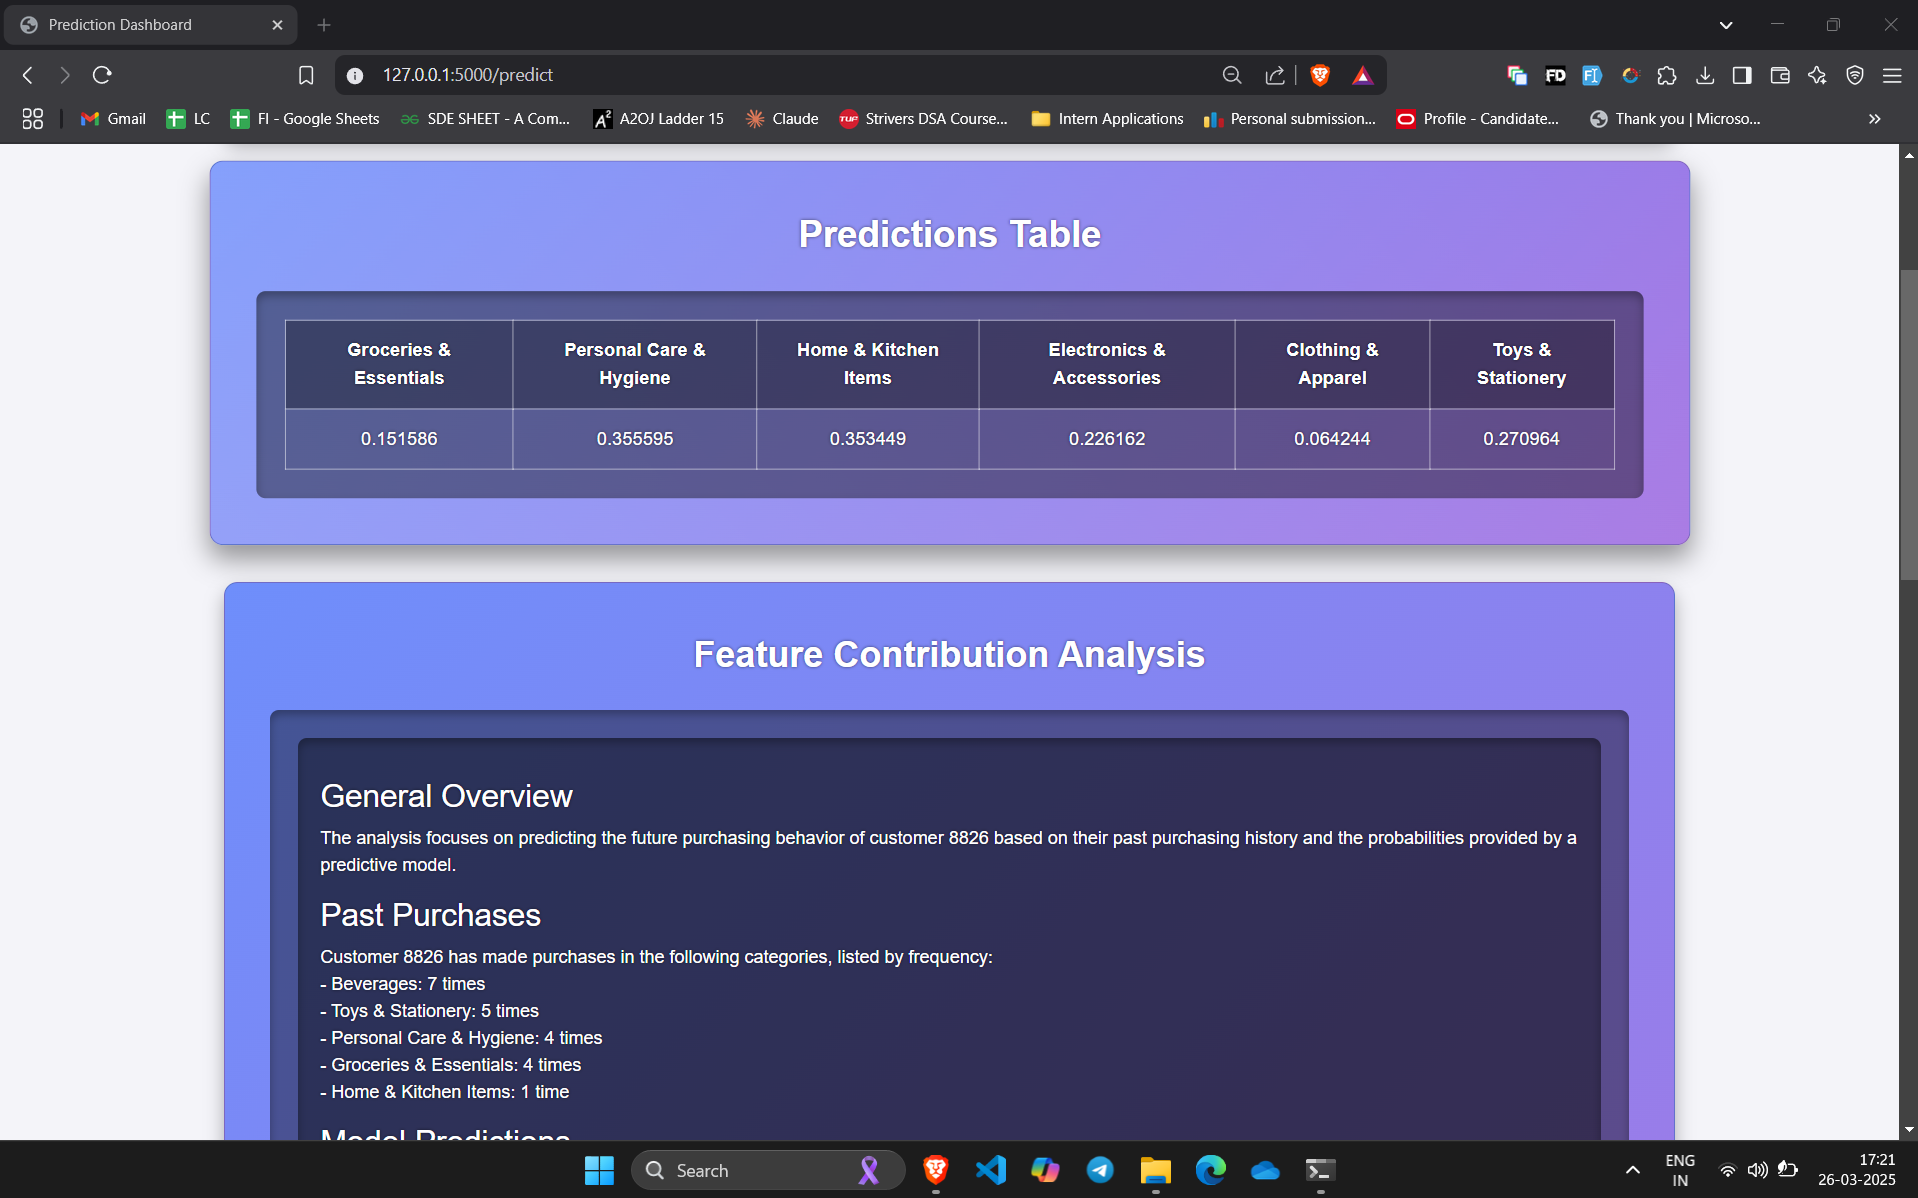 Prediction Dashboard
127.0.0.1:5000/predict
FD
Gmail
LC
FI - Google Sheets
SDE SHEET - A Com...
A2OJ Ladder 15
Claude
Strivers DSA Course...
Intern Applications
Personal submission...
Profile - Candidate...
Thank you | Microso...
Predictions Table
Groceries & Personal Care & Home & Kitchen Electronics & Clothing & Toys &
Essentials Hygiene Items Accessories Apparel Stationery
0.151586 0.355595 0.353449 0.226162 0.064244 0.270964
Feature Contribution Analysis
General Overview
The analysis focuses on predicting the future purchasing behavior of customer 8826 based on their past purchasing history and the probabilities provided by a
predictive model.
Past Purchases
Customer 8826 has made purchases in the following categories, listed by frequency:
- Beverages: 7 times
- Toys & Stationery: 5 times
- Personal Care & Hygiene: 4 times
- Groceries & Essentials: 4 times
- Home & Kitchen Items: 1 time
Model Predictions
Search
ENG
IN
17:21
26-03-2025